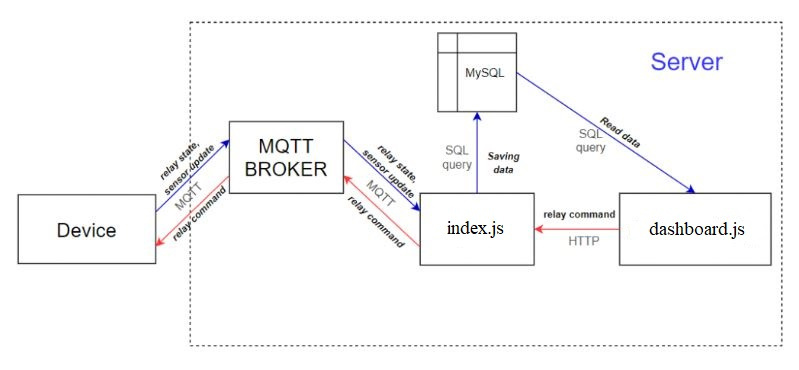 Server
MySQL
MQTT
BROKER
relay state,
sensor update
MQTT
relay command
relay state,
sensor update
MQTT
relay command
SQL
query
Saving
data
Read data
SQL
query
Device
index.js
relay command
HTTP
dashboard.js